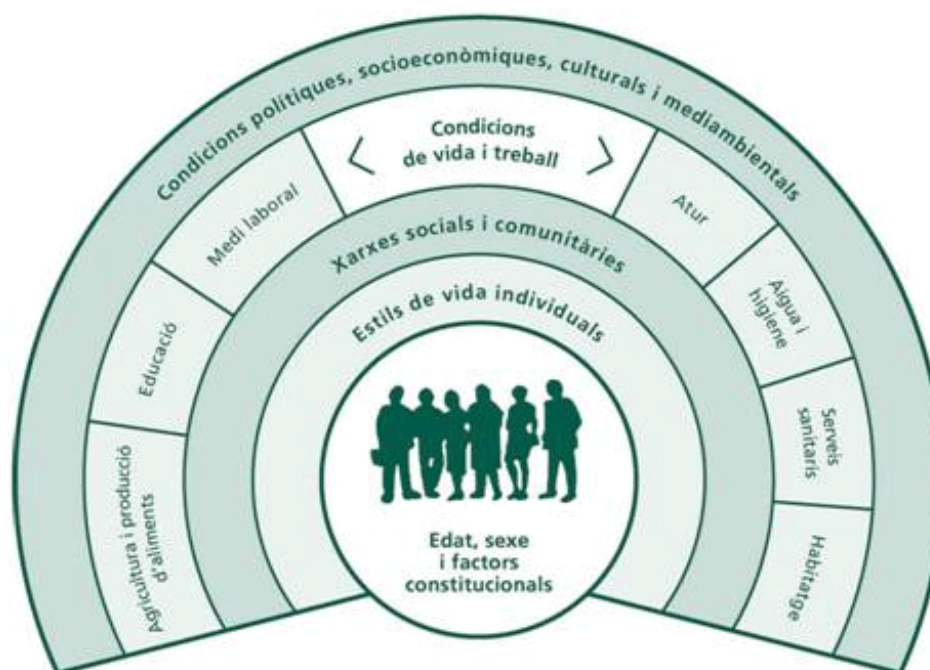 Condicions polítiques, socioeconòmiques, culturals i mediambientals
Condicions
de vida i treball
Medi laboral
Educació
Agricultura i producció
d'aliments
Atur
Aigua i
higiene
Serveis
sanitaris
Habitatge
Xarxes socials i comunitàries
Estils de vida individuals
Edat, sexe
i factors
constitucionals